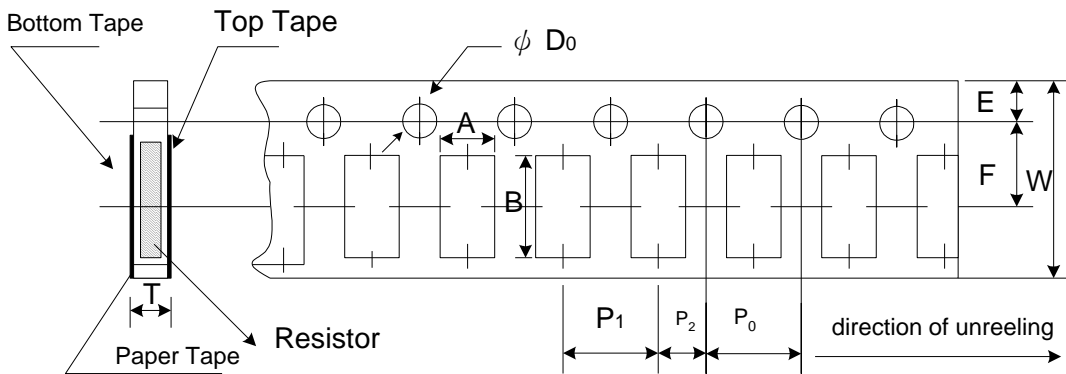 Bottom Tape
Top Tape
ψ D0
E
A
F
W
B
T
P1
P2
P0
Resistor
direction of unreeling
Paper Tape